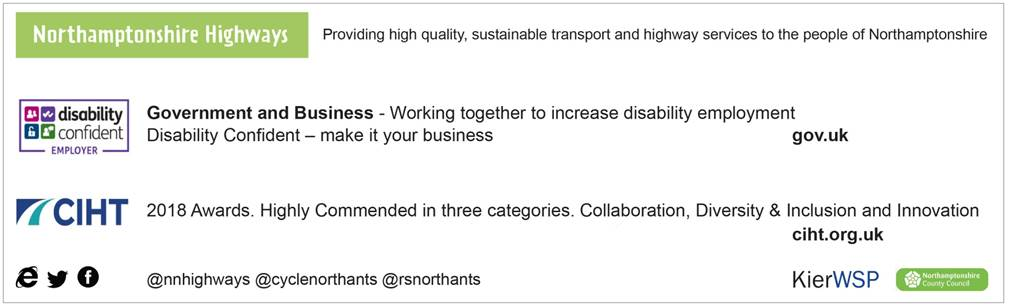 Northamptonshire Highways
Providing high quality, sustainable transport and highway services to the people of Northamptonshire
disability
confident
EMPLOYER
Government and Business - Working together to increase disability employment
Disability Confident – make it your business
gov.uk
CIHT
2018 Awards. Highly Commended in three categories. Collaboration, Diversity & Inclusion and Innovation
ciht.org.uk
@nnhighways @cyclenorthants @rsnorthants
KierWSP
Northamptonshire
County Council